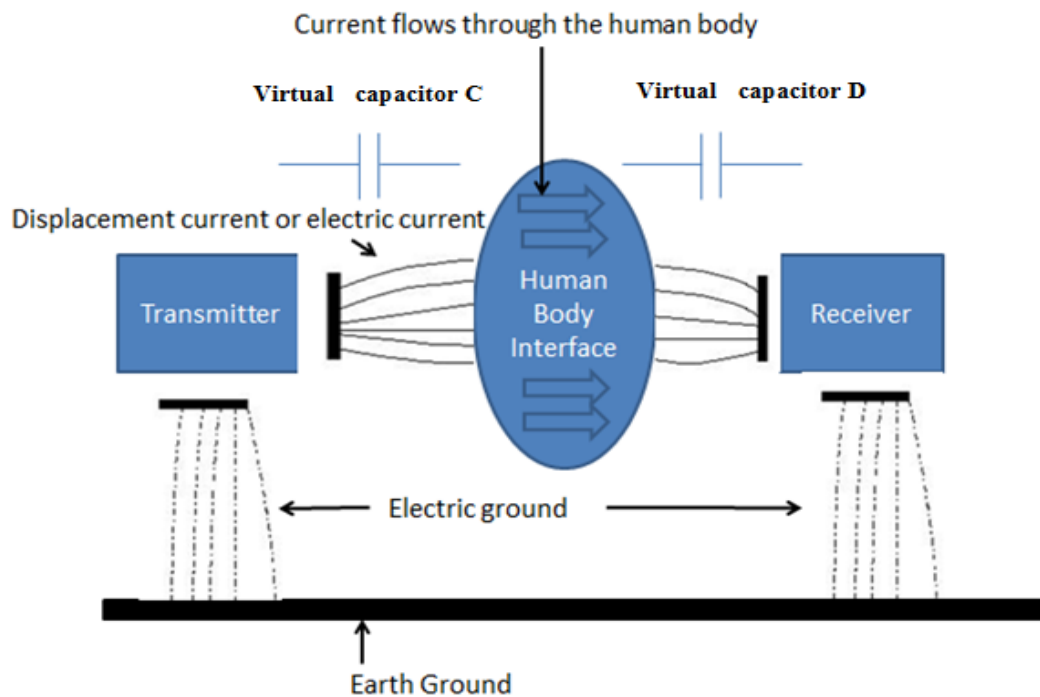 Current flows through the human body
Virtual capacitor C
Virtual capacitor D
Displacement current or electric current
Transmitter
Human
Body
Interface
Receiver
Electric ground
Earth Ground